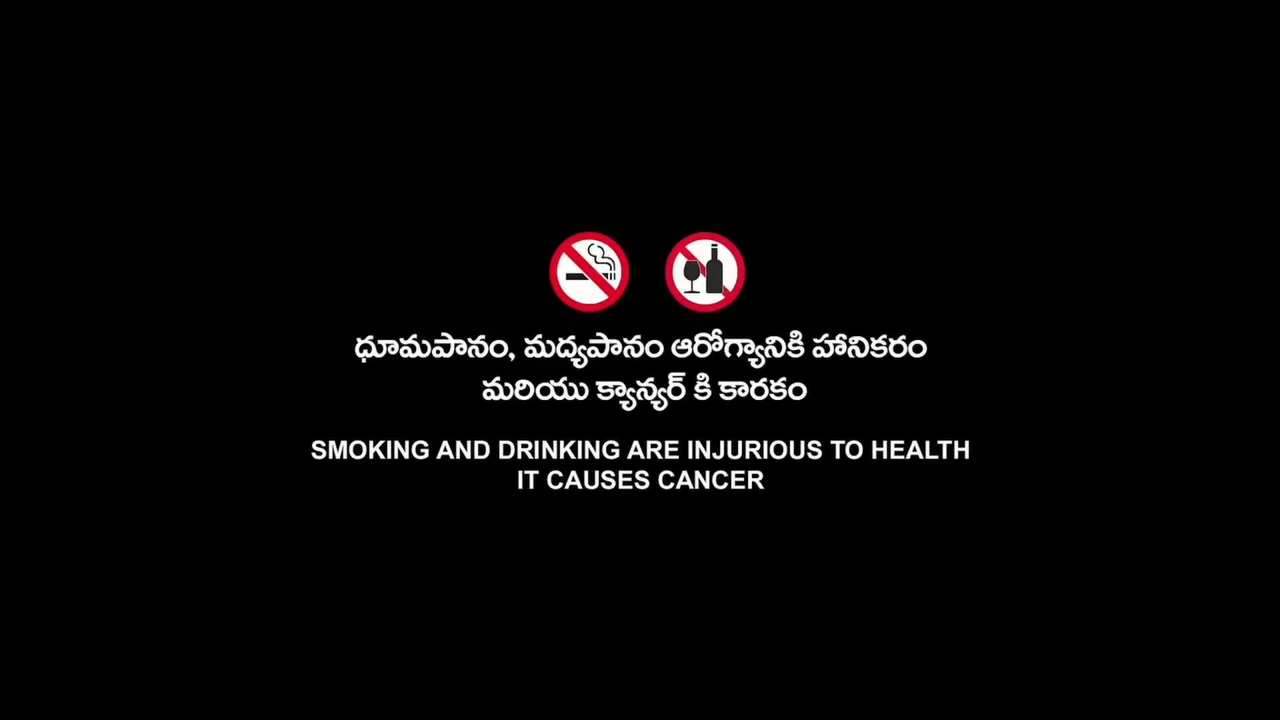 ధూమపానం, మద్యపానం ఆరోగ్యానికి హానికరం
మరియు క్యాన్సర్ కి కారకం
SMOKING AND DRINKING ARE INJURIOUS TO HEALTH
IT CAUSES CANCER